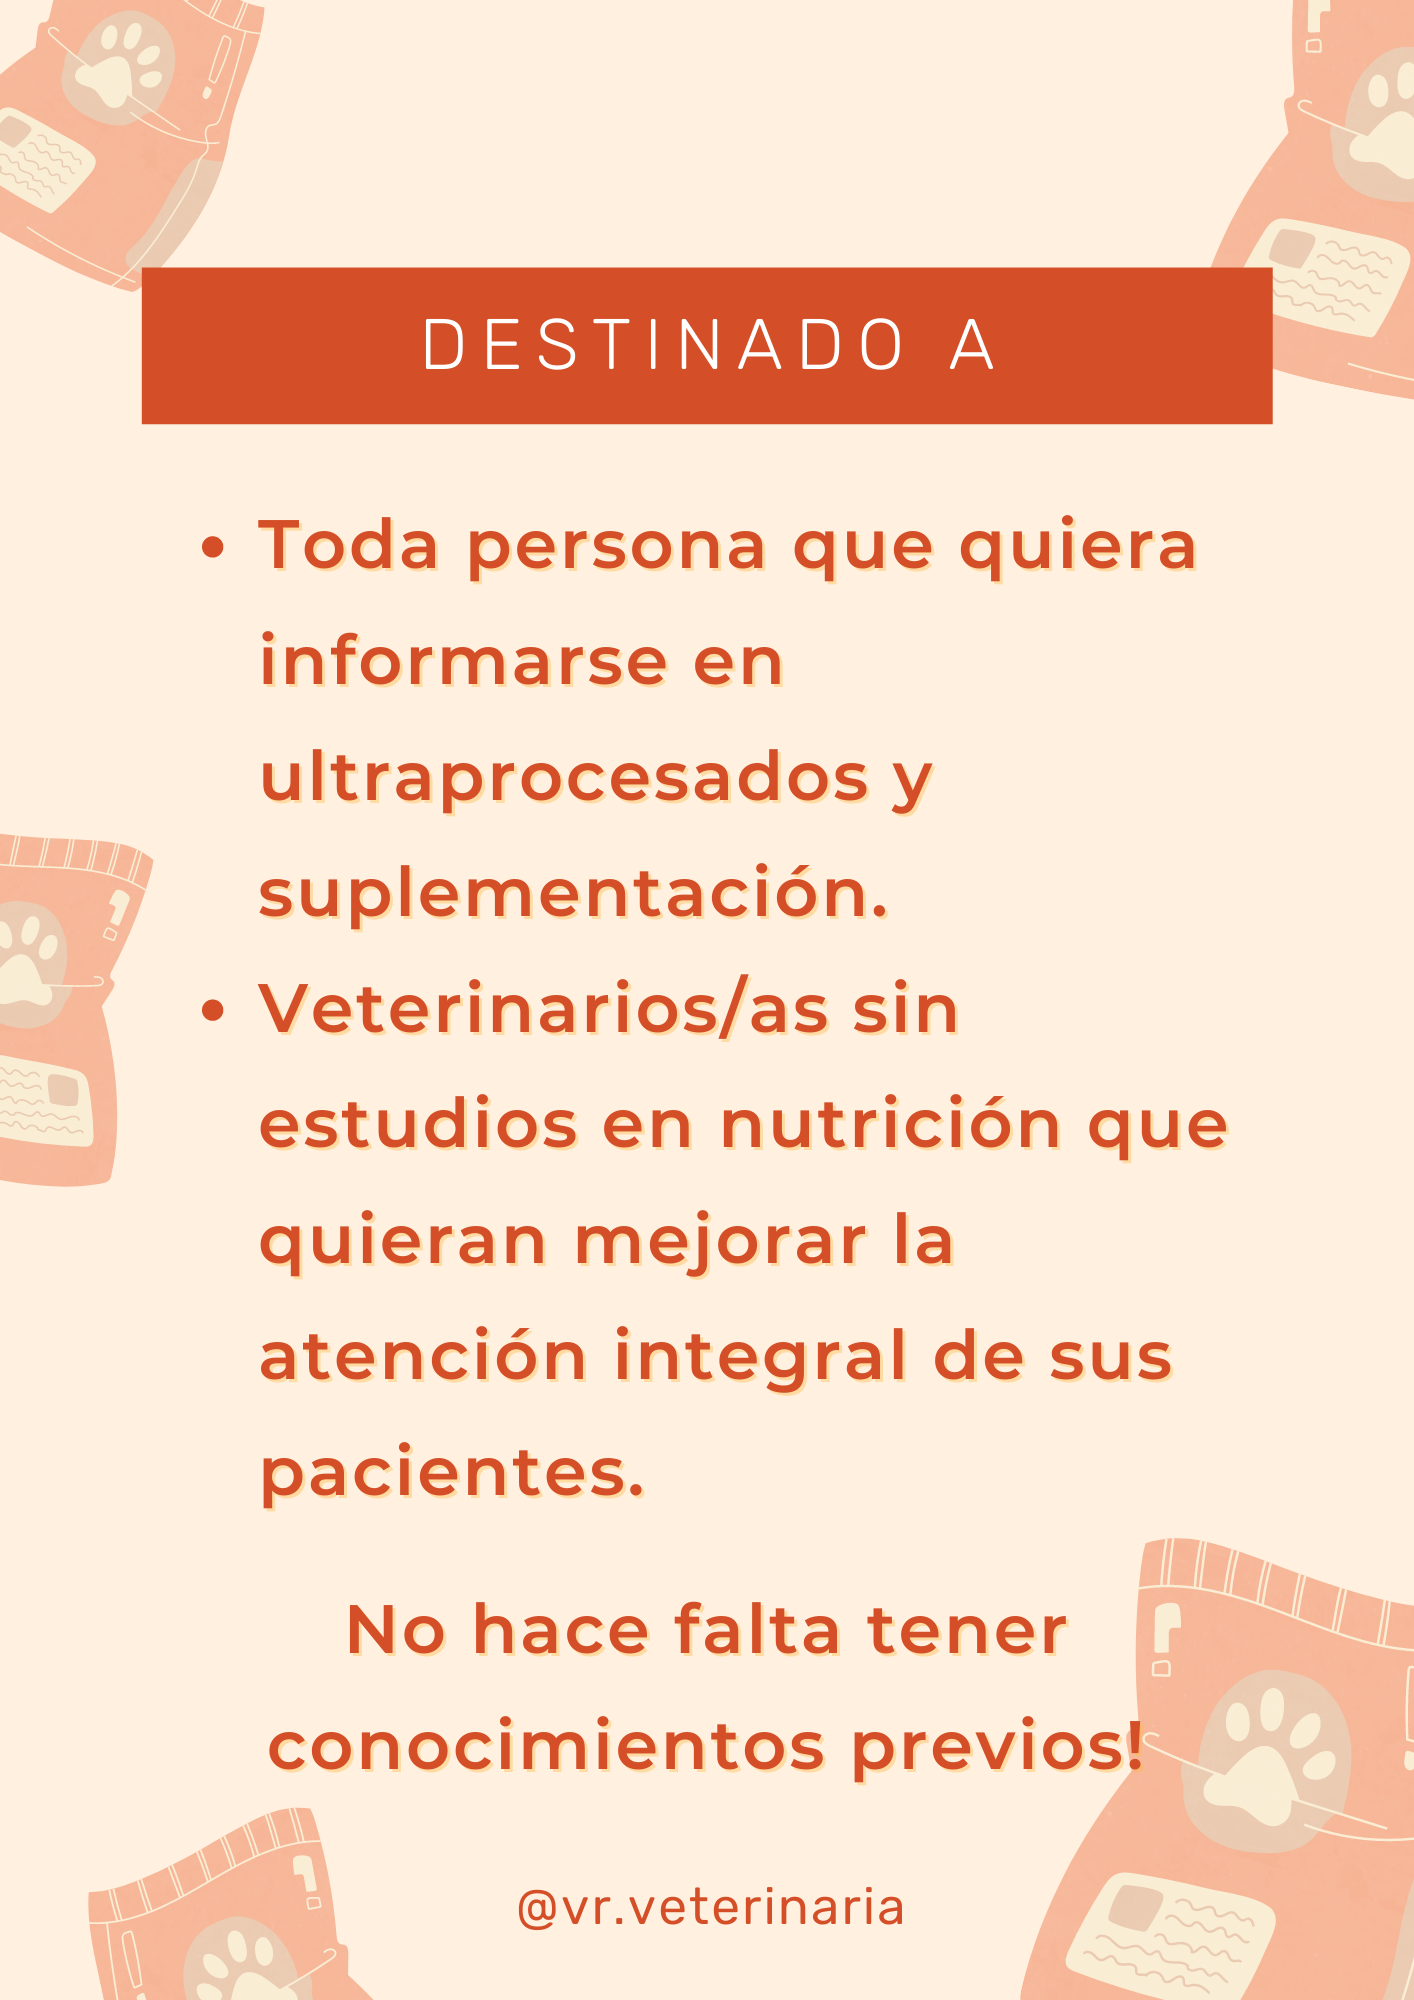 DESTINADO A
• Toda persona que quiera
informarse en
ultraprocesados y
suplementación.
• Veterinarios/as sin
estudios en nutrición que
quieran mejorar la
atención integral de sus
pacientes.
No hace falta tener
conocimientos previos!
@vr.veterinaria